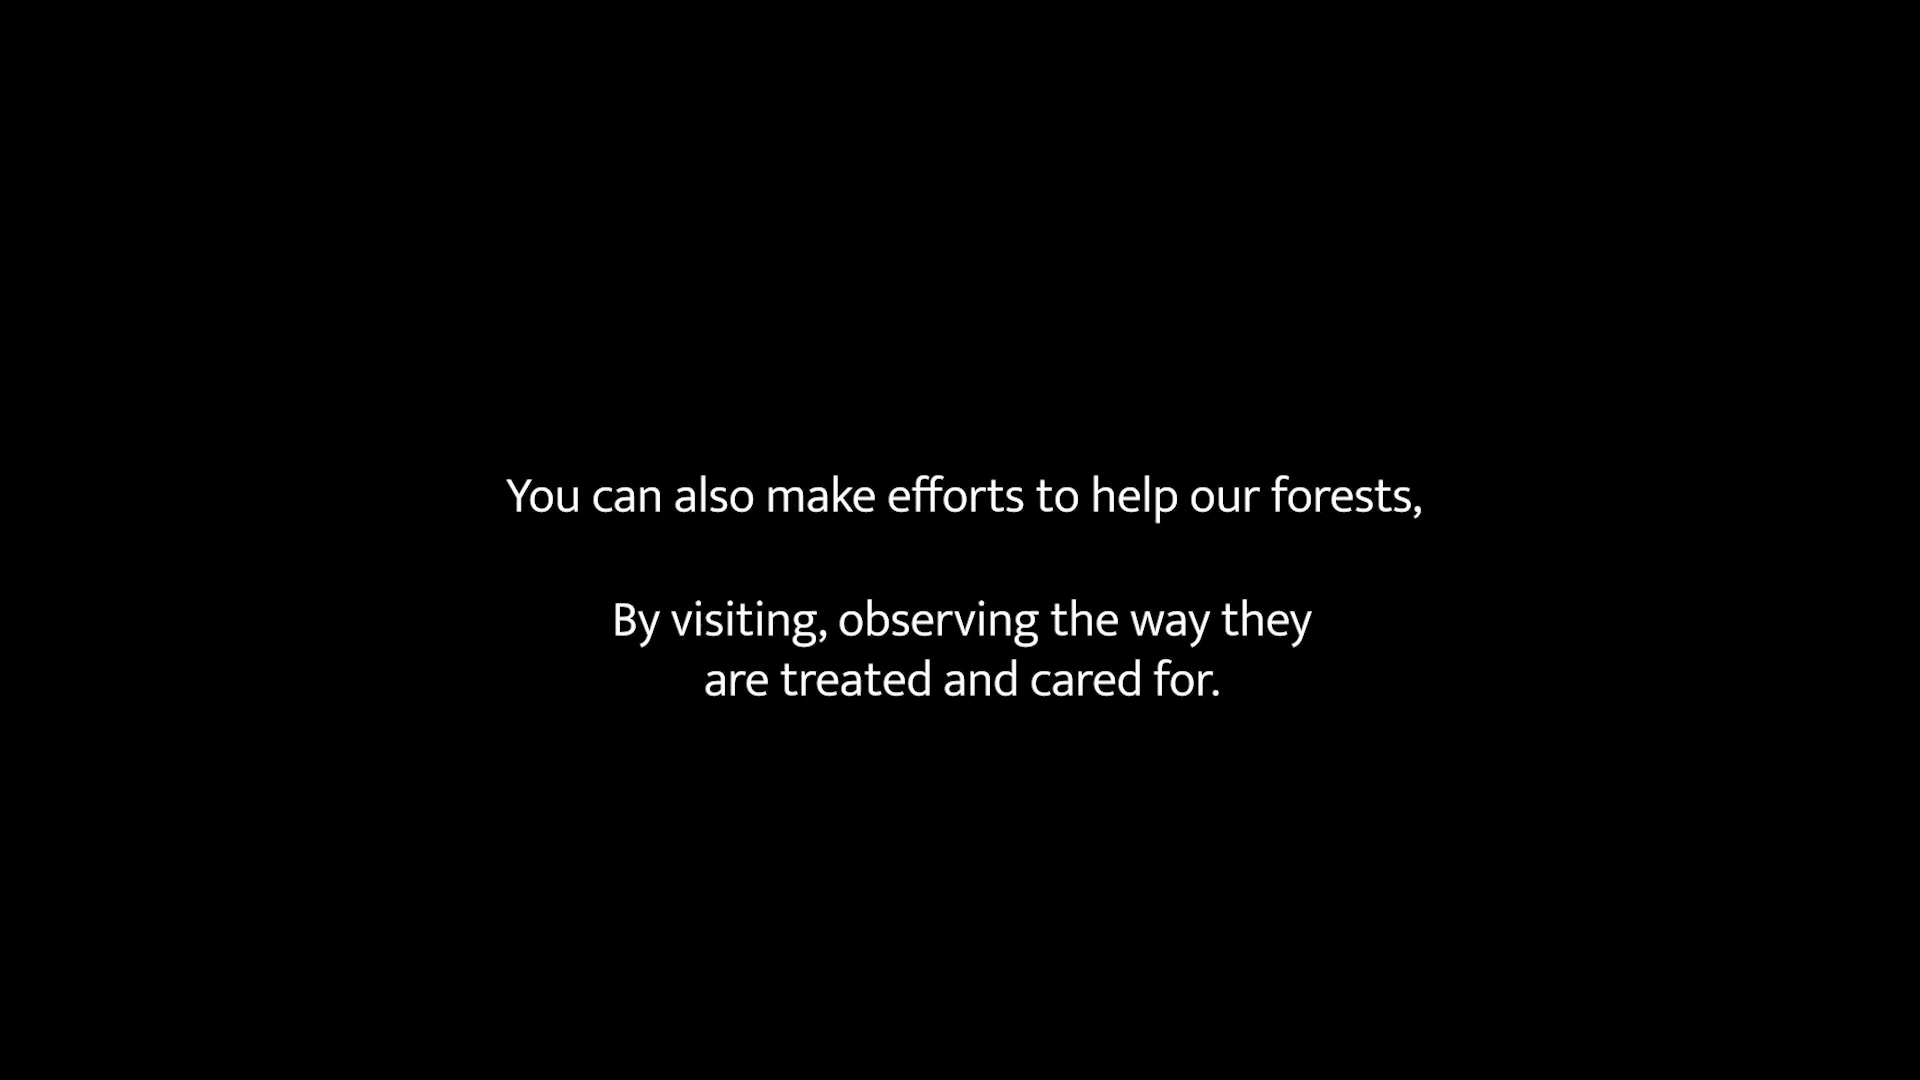 You can also make efforts to help our forests,
By visiting, observing the way they
are treated and cared for.